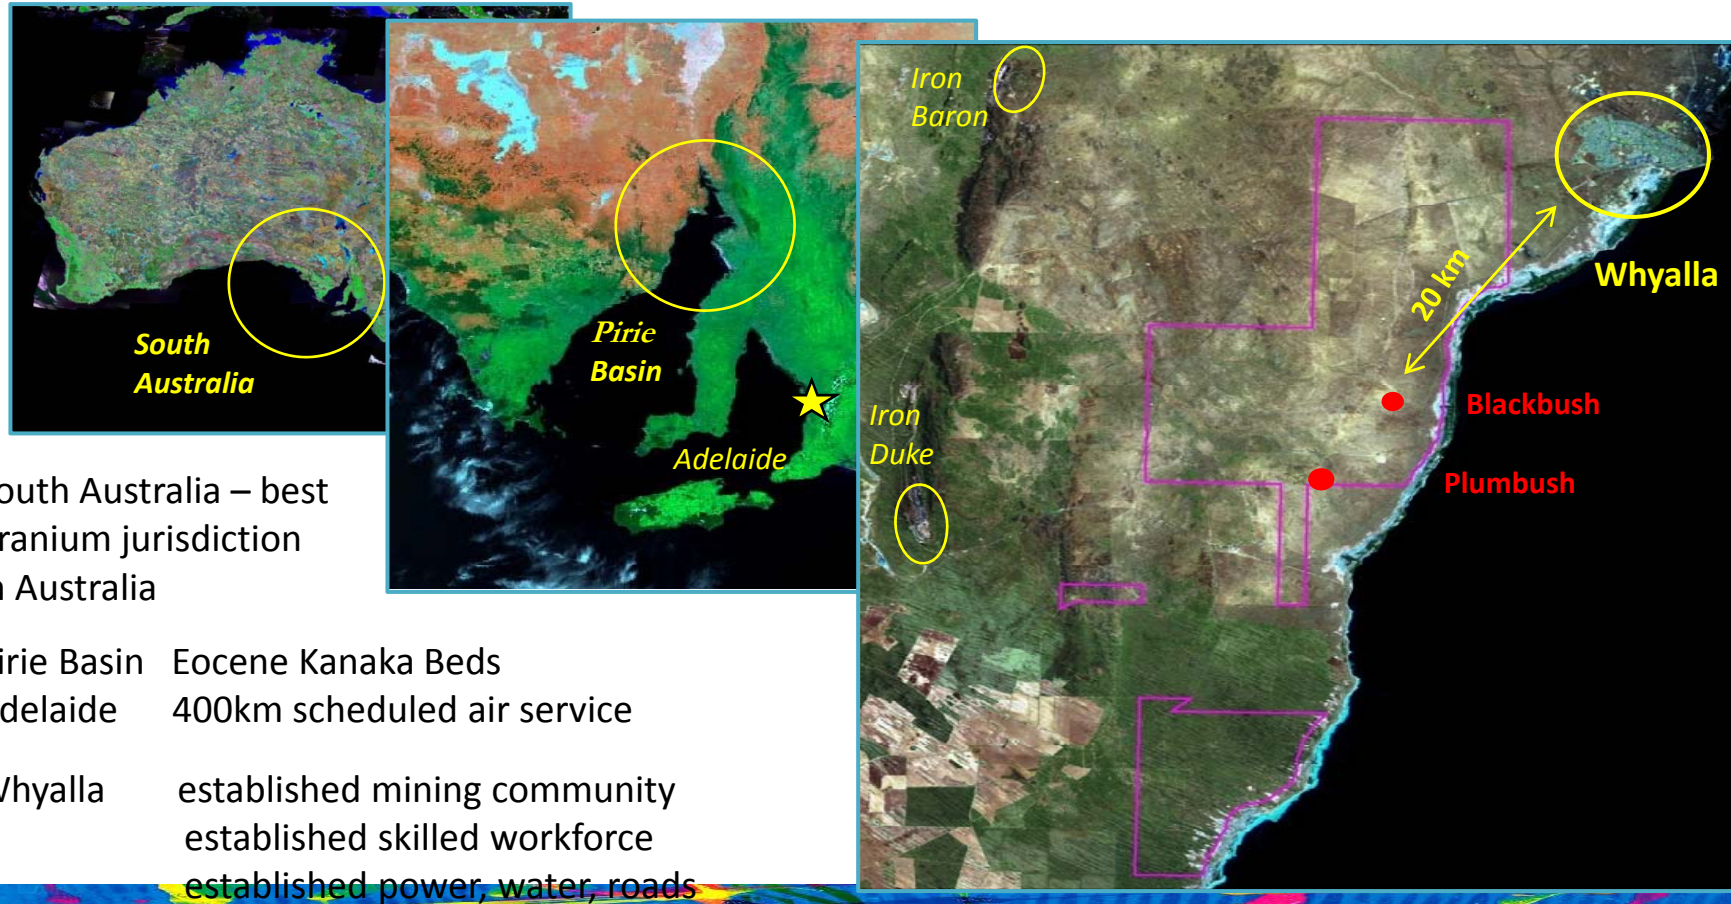 South
Australia
Pirie
Basin
Adelaide
Iron
Baron
Iron
Duke
Whyalla
20 km
Blackbush
Plumbush
outh Australia – best
ranium jurisdiction
Australia
irie Basin Eocene Kanaka Beds
delaide 400km scheduled air service
Whyalla established mining community
established skilled workforce
established power, water, roads